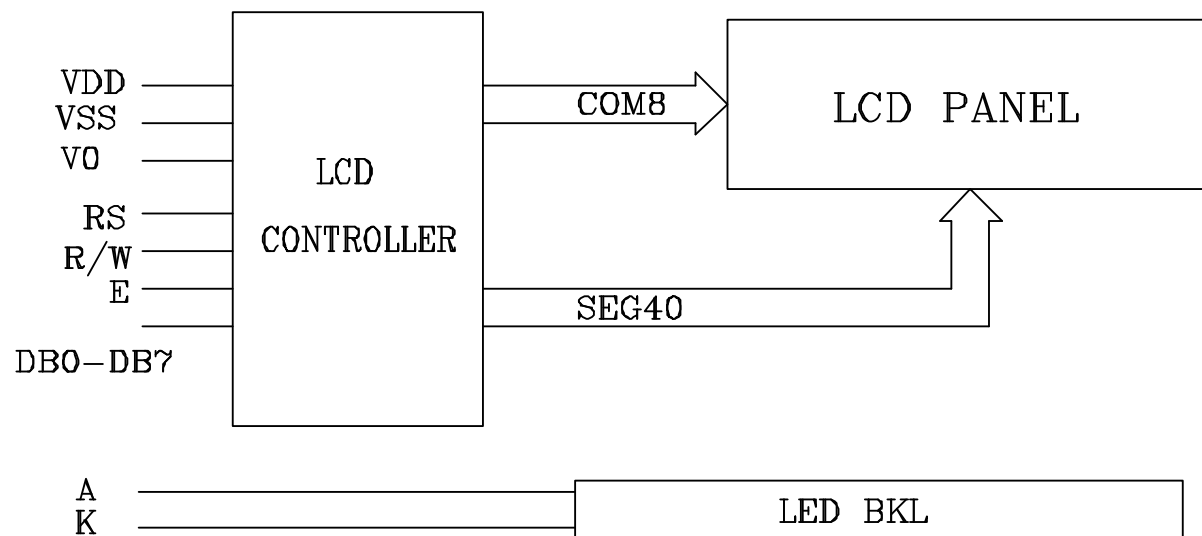 VDD
VSS
V0
RS
R/W
E
DB0-DB7
LCD
CONTROLLER
COM8
SEG40
LCD PANEL
A
K
LED BKL